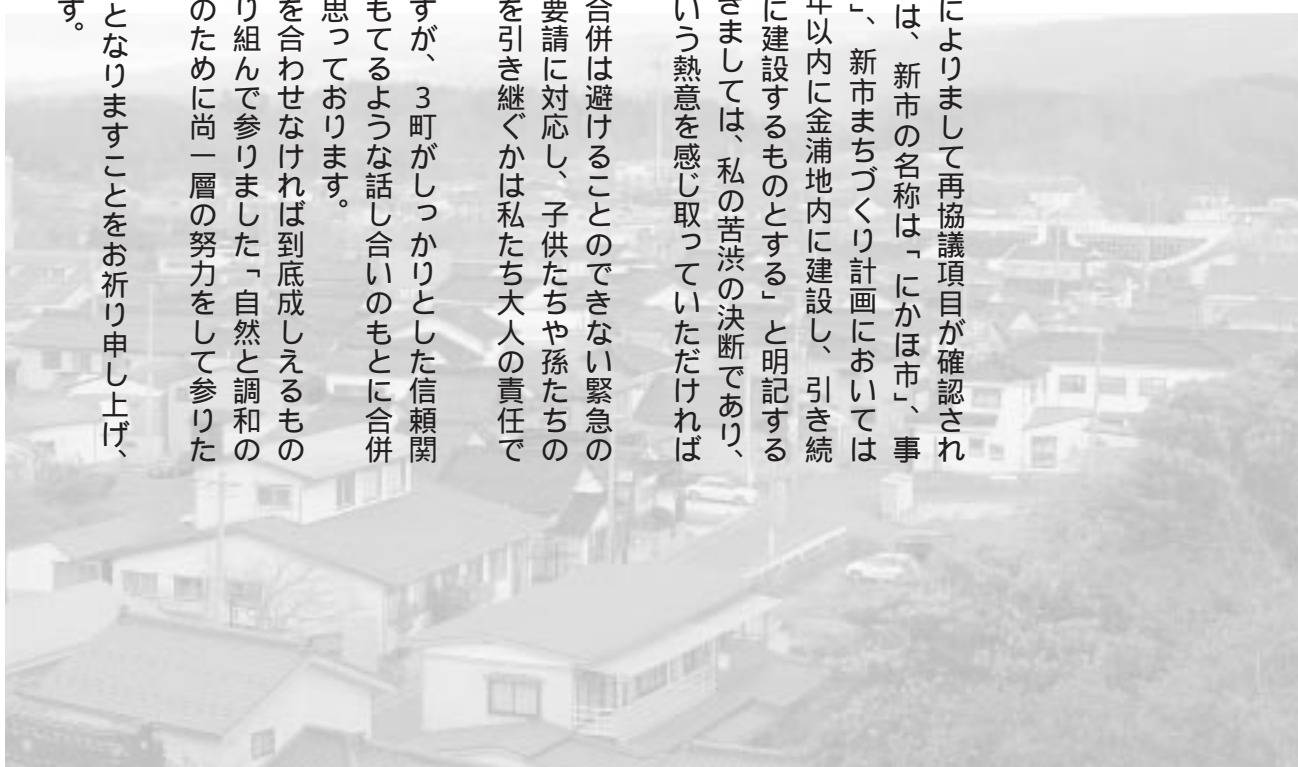 によりまして再協議項目が確認され
は、新市の名称は「にかほ市」、事
」、新市まちづくり計画においては
年以内に金浦地内に建設し、引き続
に建設するものとする」と明記する
きましては、私の苦渋の決断であり、
いう熱意を感じ取っていただければ
合併は避けることのできない緊急の
要請に対応し、子供たちや孫たちの
を引き継ぐかは私たち大人の責任で
すが、3町がしっかりとした信頼関
もてるような話し合いのもとに合併
思っております。
を合わせなければ到底成しえるもの
り組んで参りました「自然と調和の
のために尚一層の努力をして参りた
となりますことをお祈り申し上げ、
す。